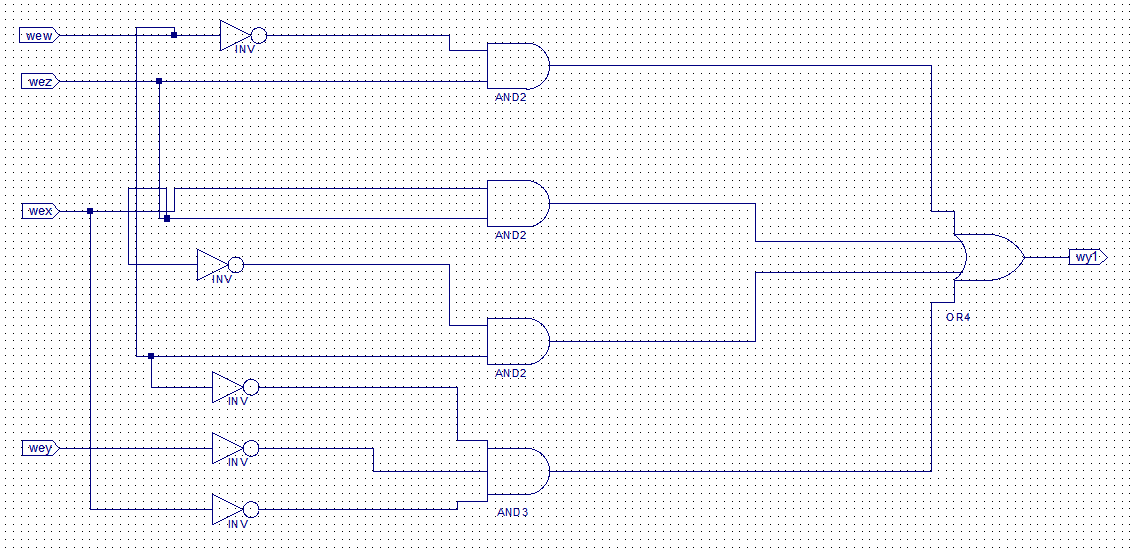 wew
INV
wez
AND2
wex
AND2
INV
wy1
OR4
AND2
INV
wey
INV
AND3
INV